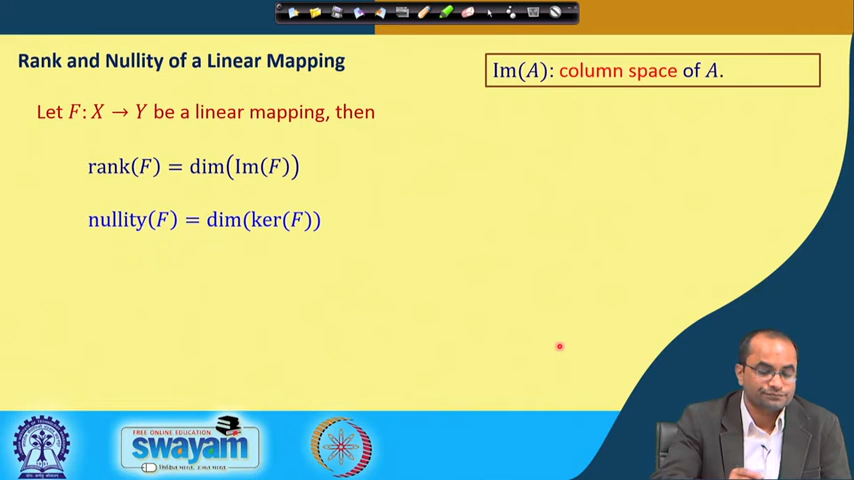 Rank and Nullity of a Linear Mapping
Im(A): column space of A.
Let F: X → Y be a linear mapping, then
rank(F) = dim(Im(F))
nullity(F) = dim(ker(F))
FREE ONLINE EDUCATION
swayam